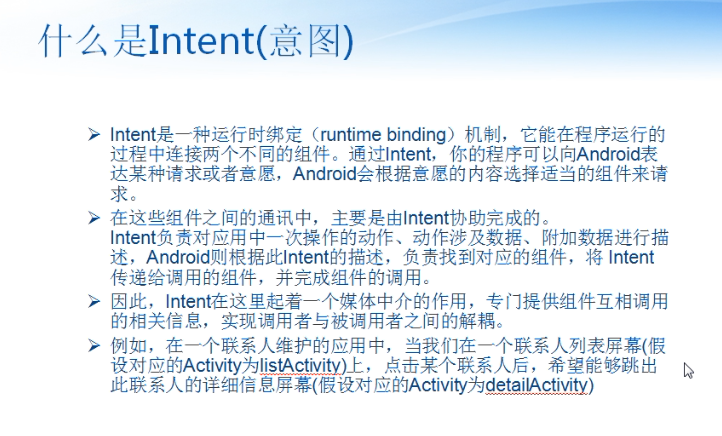 什么是Intent(意图)
Intent是一种运行时绑定（runtime binding）机制，它能在程序运行的
过程中连接两个不同的组件。通过Intent，你的程序可以向Android表
达某种请求或者意愿，Android会根据意愿的内容选择适当的组件来请
求。
在这些组件之间的通讯中，主要是由Intent协助完成的。
Intent负责对应用中一次操作的动作、动作涉及数据、附加数据进行描
述，Android则根据此Intent的描述，负责找到对应的组件，将 Intent
传递给调用的组件，并完成组件的调用。
因此，Intent在这里起着一个媒体中介的作用，专门提供组件互相调用
的相关信息，实现调用者与被调用者之间的解耦。
例如，在一个联系人维护的应用中，当我们在一个联系人列表屏幕(假
设对应的Activity为listActivity)上，点击某个联系人后，希望能够跳出
此联系人的详细信息屏幕(假设对应的Activity为detailActivity)